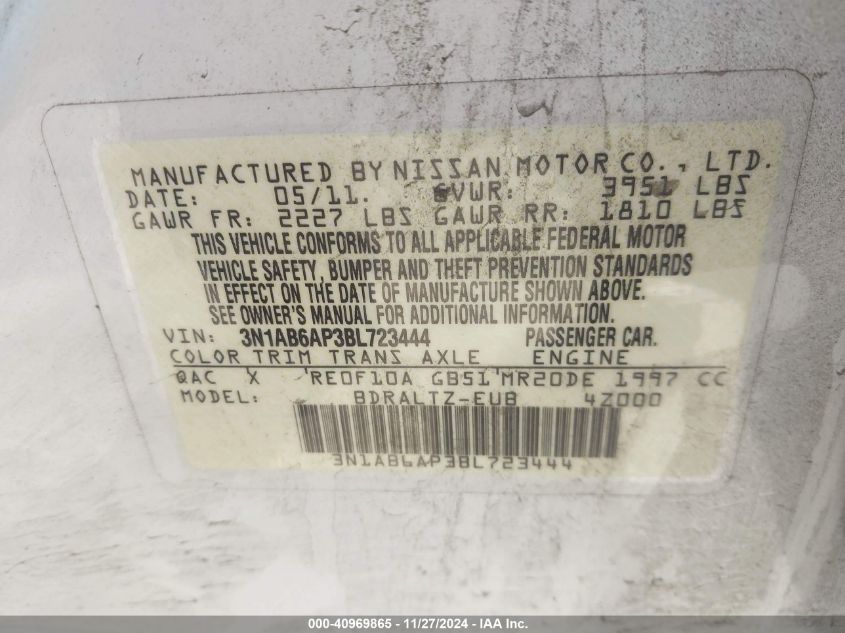 MANUFACTURED BY NISSAN MOTOR CO., LTD.
DATE: 05/11. GVWR: 3951 LBS
GAWR FR: 2227 LBS GAWR RR: 1810 LBS
THIS VEHICLE CONFORMS TO ALL APPLICABLE FEDERAL MOTOR
VEHICLE SAFETY, BUMPER AND THEFT PREVENTION STANDARDS
IN EFFECT ON THE DATE OF MANUFACTURE SHOWN ABOVE.
SEE OWNER'S MANUAL FOR ADDITIONAL INFORMATION.
VIN: 3N1AB6AP3BL723444 PASSENGER CAR.
COLOR TRIM TRANS AXLE ENGINE
QAC X 'RE0F10A GB51'MR20DE 1997 CC
MODEL: BDRALTZ-EUB 4Z000
3N1AB6AP3BL723444
000-40969865 - 11/27/2024 - IAA Inc.